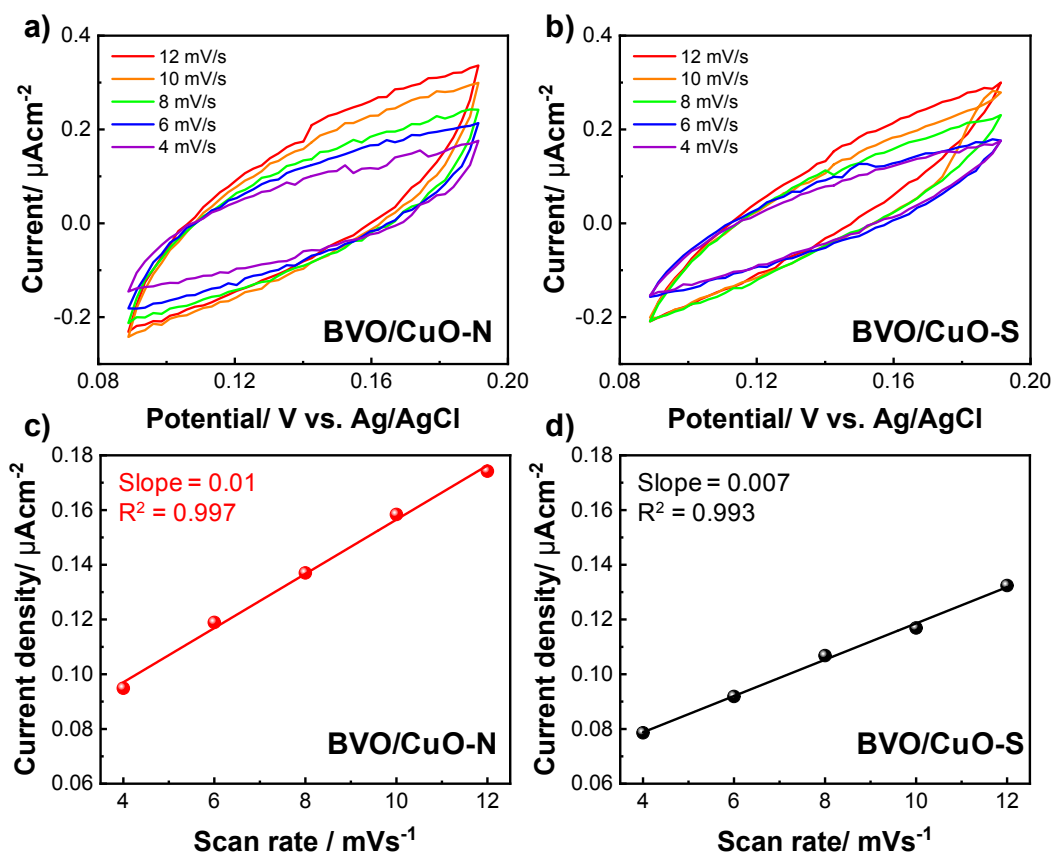 a)
0.4
0.2
0.0
-0.2
Current/ µAcm⁻²
12 mV/s
10 mV/s
8 mV/s
6 mV/s
4 mV/s
BVO/CuO-N
0.08 0.12 0.16 0.20
Potential/ V vs. Ag/AgCl
b)
0.4
0.2
0.0
-0.2
Current/ µAcm⁻²
12 mV/s
10 mV/s
8 mV/s
6 mV/s
4 mV/s
BVO/CuO-S
0.08 0.12 0.16 0.20
Potential/ V vs. Ag/AgCl
c)
0.18
0.16
0.14
0.12
0.10
0.08
0.06
Current density/ µAcm⁻²
Slope = 0.01
R² = 0.997
BVO/CuO-N
4 6 8 10 12
Scan rate / mVs⁻¹
d)
0.18
0.16
0.14
0.12
0.10
0.08
0.06
Current density/ µAcm⁻²
Slope = 0.007
R² = 0.993
BVO/CuO-S
4 6 8 10 12
Scan rate/ mVs⁻¹